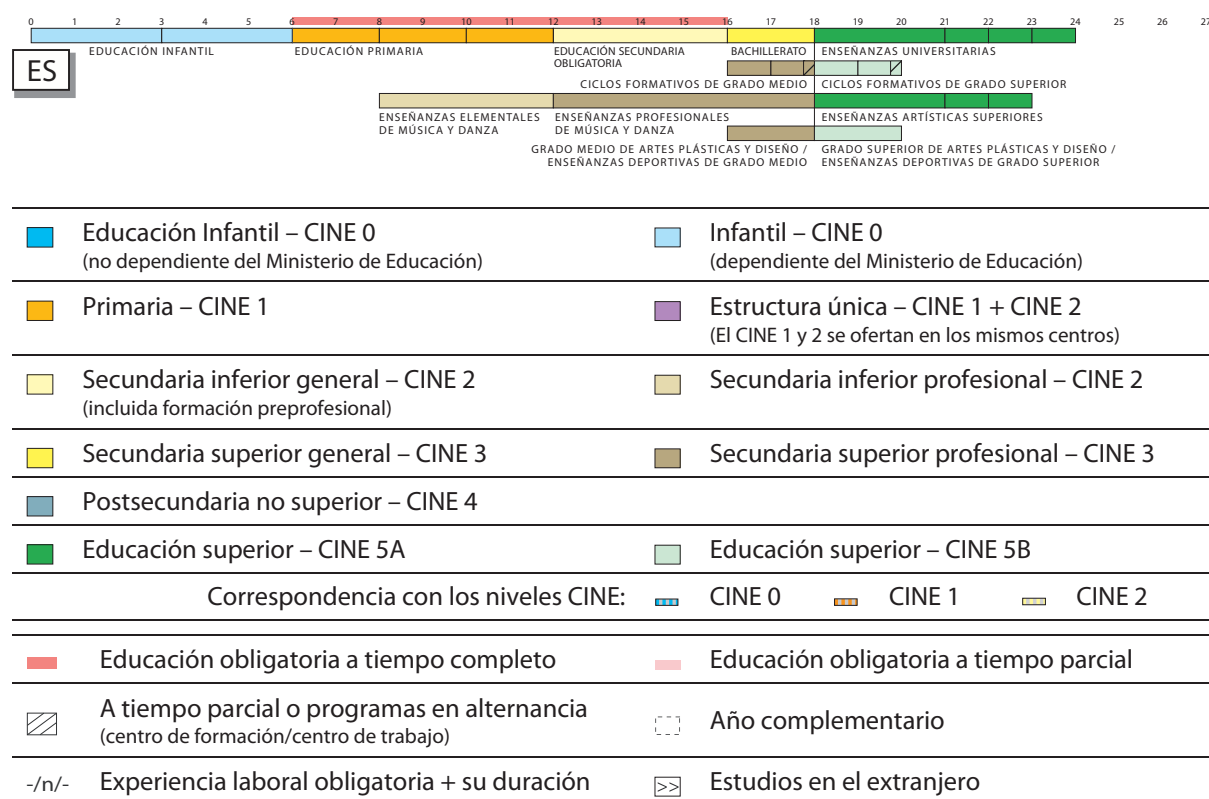 0 1 2 3 4 5 6 7 8 9 10 11 12 13 14 15 16 17 18 19 20 21 22 23 24 25 26 27
EDUCACIÓN INFANTIL EDUCACIÓN PRIMARIA EDUCACIÓN SECUNDARIA OBLIGATORIA BACHILLERATO ENSEÑANZAS UNIVERSITARIAS
ES
CICLOS FORMATIVOS DE GRADO MEDIO CICLOS FORMATIVOS DE GRADO SUPERIOR
ENSEÑANZAS ELEMENTALES
DE MÚSICA Y DANZA
ENSEÑANZAS PROFESIONALES
DE MÚSICA Y DANZA
ENSEÑANZAS ARTÍSTICAS SUPERIORES
GRADO MEDIO DE ARTES PLÁSTICAS Y DISEÑO /
ENSEÑANZAS DEPORTIVAS DE GRADO MEDIO
GRADO SUPERIOR DE ARTES PLÁSTICAS Y DISEÑO /
ENSEÑANZAS DEPORTIVAS DE GRADO SUPERIOR
Educación Infantil – CINE 0
(no dependiente del Ministerio de Educación)
Infantil – CINE 0
(dependiente del Ministerio de Educación)
Primaria – CINE 1
Estructura única – CINE 1 + CINE 2
(El CINE 1 y 2 se ofertan en los mismos centros)
Secundaria inferior general – CINE 2
(incluida formación preprofesional)
Secundaria inferior profesional – CINE 2
Secundaria superior general – CINE 3
Secundaria superior profesional – CINE 3
Postsecundaria no superior – CINE 4
Educación superior – CINE 5A
Educación superior – CINE 5B
Correspondencia con los niveles CINE: CINE 0 CINE 1 CINE 2
Educación obligatoria a tiempo completo
Educación obligatoria a tiempo parcial
A tiempo parcial o programas en alternancia
(centro de formación/centro de trabajo)
Año complementario
-/n/- Experiencia laboral obligatoria + su duración
>> Estudios en el extranjero